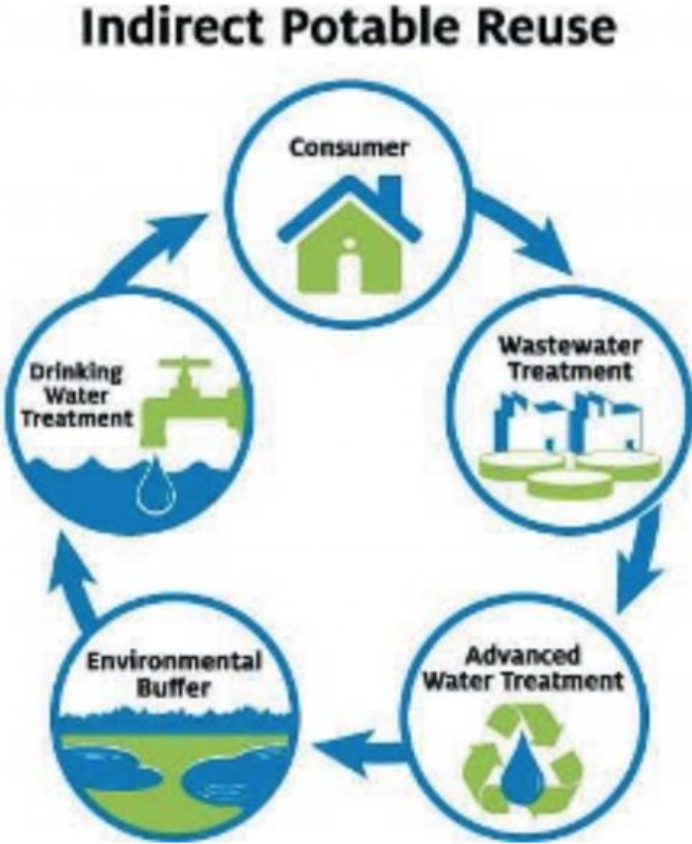 Indirect Potable Reuse
Consumer
Wastewater
Treatment
Advanced
Water Treatment
Environmental
Buffer
Drinking
Water
Treatment